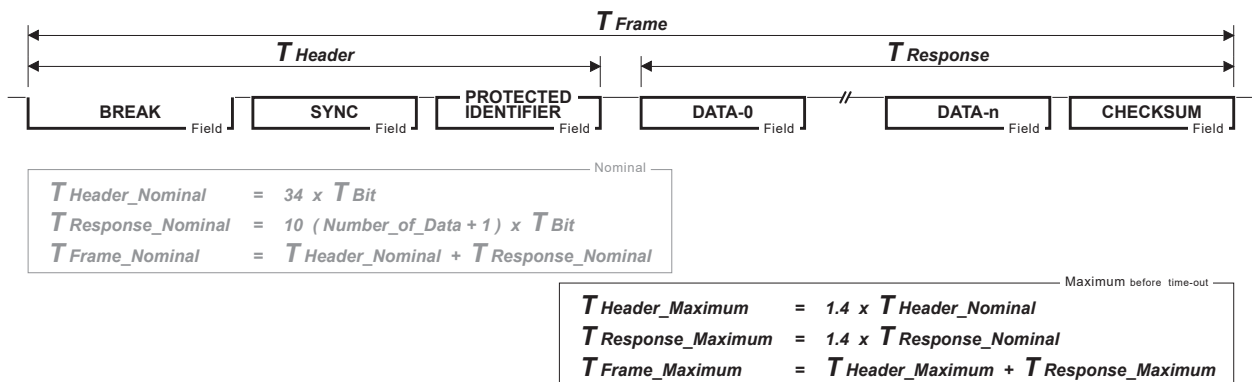 T Frame
T Header T Response
BREAK Field SYNC Field PROTECTED IDENTIFIER Field DATA-0 Field // DATA-n Field CHECKSUM Field
Nominal
T Header_Nominal = 34 x T Bit
T Response_Nominal = 10 ( Number_of_Data + 1 ) x T Bit
T Frame_Nominal = T Header_Nominal + T Response_Nominal
Maximum before time-out
T Header_Maximum = 1.4 x T Header_Nominal
T Response_Maximum = 1.4 x T Response_Nominal
T Frame_Maximum = T Header_Maximum + T Response_Maximum